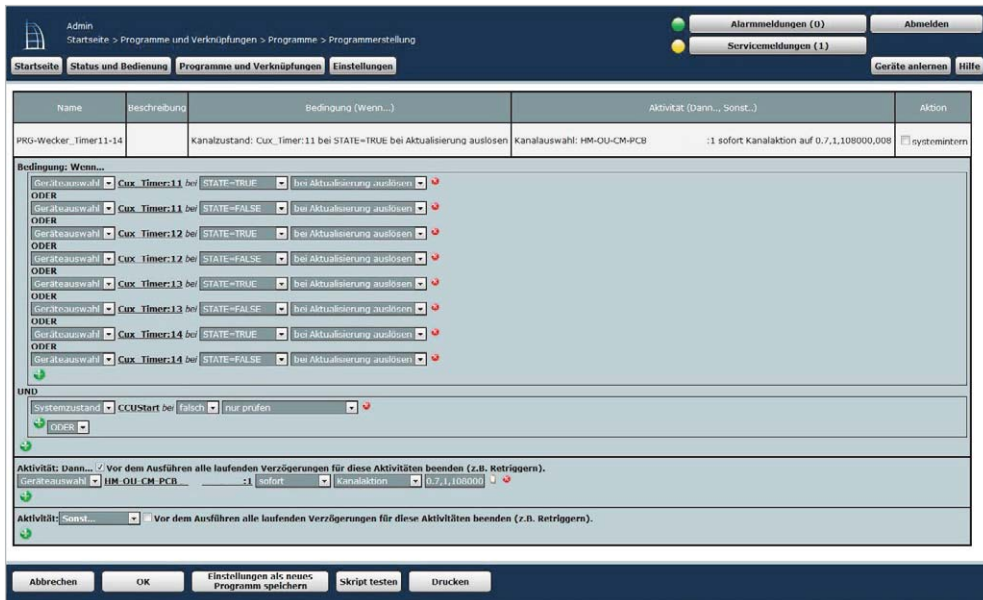 Admin
Startseite > Programme und Verknüpfungen > Programme > Programmerstellung
Alarmmeldungen (0)
Abmelden
Servicemeldungen (1)
Startseite Status und Bedienung Programme und Verknüpfungen Einstellungen
Geräte anlernen Hilfe
Name Beschreibung Bedingung (Wenn...) Aktivität (Dann.., Sonst..) Aktion
PRG-Wecker_Timer11-14 Kanalzustand: Cux_Timer:11 bei STATE=TRUE bei Aktualisierung auslösen Kanalauswahl: HM-OU-CM-PCB :1 sofort Kanalaktion auf 0.7,1,108000,008 systemintern
Bedingung: Wenn...
Geräteauswahl Cux_Timer:11 bei STATE=TRUE bei Aktualisierung auslösen
ODER
Geräteauswahl Cux_Timer:11 bei STATE=FALSE bei Aktualisierung auslösen
ODER
Geräteauswahl Cux_Timer:12 bei STATE=TRUE bei Aktualisierung auslösen
ODER
Geräteauswahl Cux_Timer:12 bei STATE=FALSE bei Aktualisierung auslösen
ODER
Geräteauswahl Cux_Timer:13 bei STATE=TRUE bei Aktualisierung auslösen
ODER
Geräteauswahl Cux_Timer:13 bei STATE=FALSE bei Aktualisierung auslösen
ODER
Geräteauswahl Cux_Timer:14 bei STATE=TRUE bei Aktualisierung auslösen
ODER
Geräteauswahl Cux_Timer:14 bei STATE=FALSE bei Aktualisierung auslösen
UND
Systemzustand CCUStart bei falsch nur prüfen
ODER
Aktivität: Dann... Vor dem Ausführen alle laufenden Verzögerungen für diese Aktivitäten beenden (z.B. Retriggern).
Geräteauswahl HM-OU-CM-PCB :1 sofort Kanalaktion 0.7,1,108000
Aktivität: Sonst... Vor dem Ausführen alle laufenden Verzögerungen für diese Aktivitäten beenden (z.B. Retriggern).
Abbrechen OK Einstellungen als neues Programm speichern Skript testen Drucken